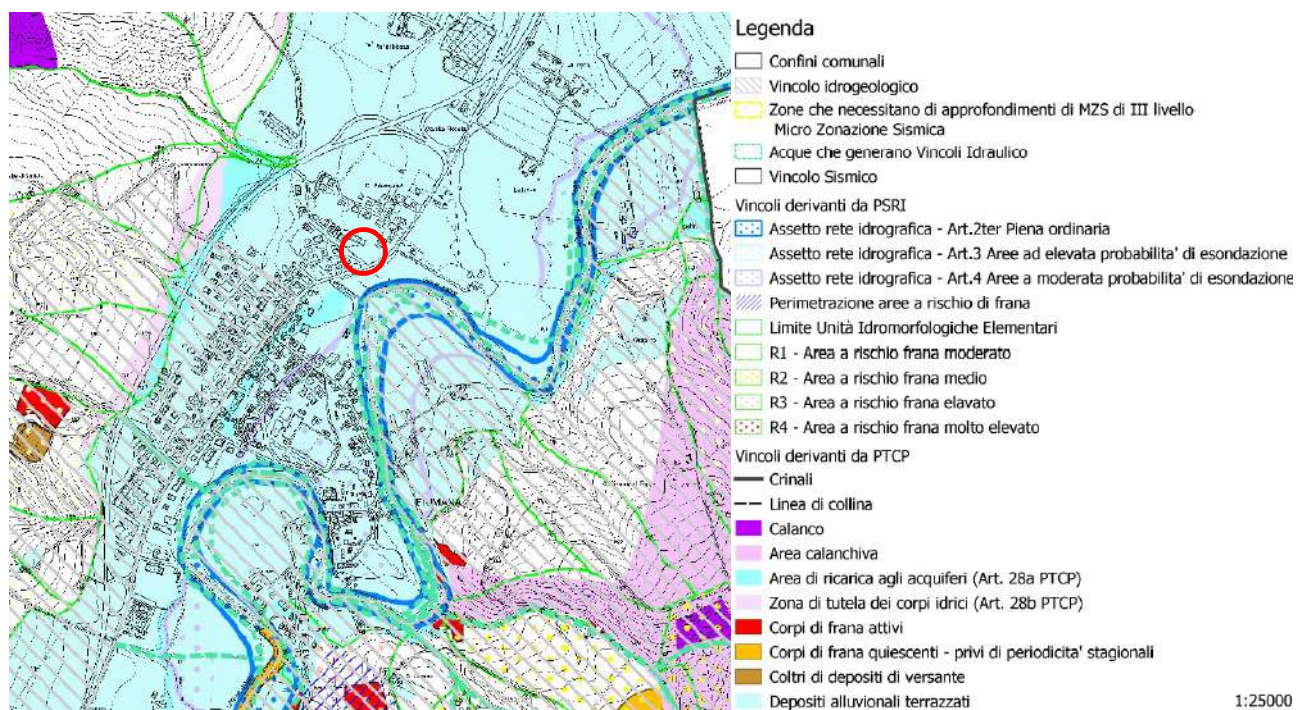 Legenda
Confini comunali
Vincolo idrogeologico
Zone che necessitano di approfondimenti di MZS di III livello
Micro Zonazione Sismica
Acque che generano Vincoli Idraulico
Vincolo Sismico
Vincoli derivanti da PSRI
Assetto rete idrografica - Art.2ter Piena ordinaria
Assetto rete idrografica - Art.3 Aree ad elevata probabilita' di esondazione
Assetto rete idrografica - Art.4 Aree a moderata probabilita' di esondazione
Perimetrazione aree a rischio di frana
Limite Unità Idromorfologiche Elementari
R1 - Area a rischio frana moderato
R2 - Area a rischio frana medio
R3 - Area a rischio frana elavato
R4 - Area a rischio frana molto elevato
Vincoli derivanti da PTCP
Crinali
Linea di collina
Calanco
Area calanchiva
Area di ricarica agli acquiferi (Art. 28a PTCP)
Zona di tutela dei corpi idrici (Art. 28b PTCP)
Corpi di frana attivi
Corpi di frana quiescenti - privi di periodicita' stagionali
Coltri di depositi di versante
Depositi alluvionali terrazzati
1:25000